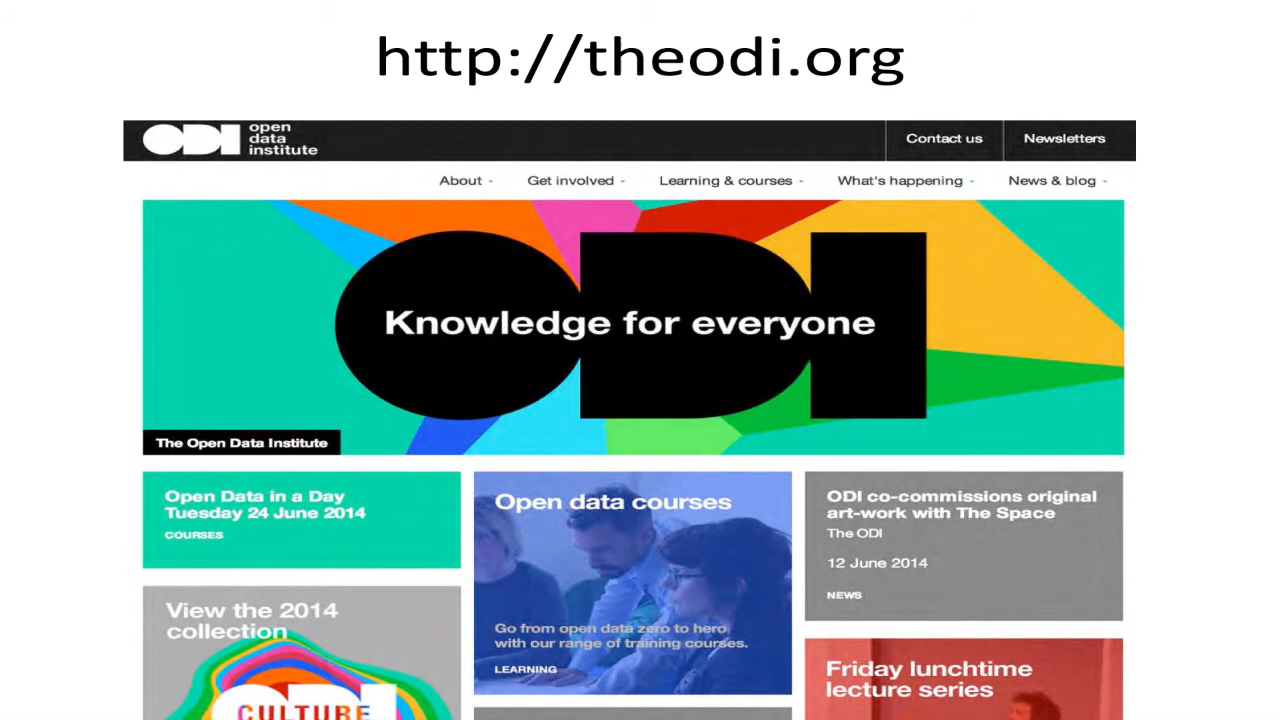 http://theodi.org
ODI open
data
institute
Contact us
Newsletters
About
Get involved
Learning & courses
What's happening
News & blog
ODI
Knowledge for everyone
The Open Data Institute
Open Data in a Day
Tuesday 24 June 2014
COURSES
View the 2014
collection
ODI
CULTURE
Open data courses
Go from open data zero to hero
with our range of training courses.
LEARNING
ODI co-commissions original
art-work with The Space
The ODI
12 June 2014
NEWS
Friday lunchtime
lecture series